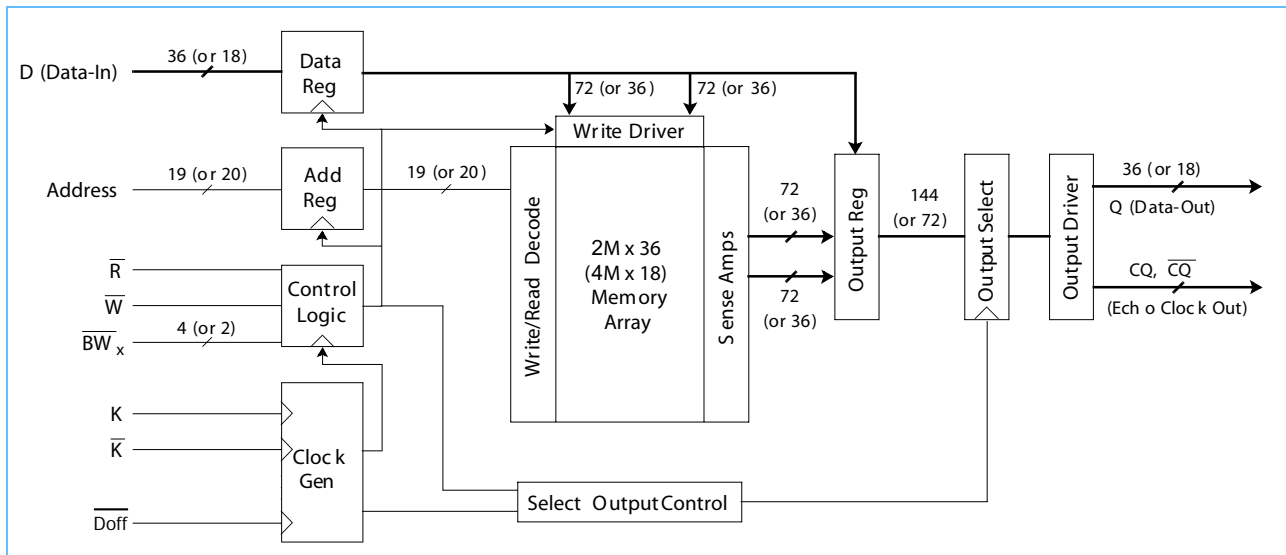 D (Data-In)
36 (or 18)
Data
Reg
72 (or 36)
72 (or 36)
Write Driver
Address
19 (or 20)
Add
Reg
19 (or 20)
Write/Read Decode
2M x 36
(4M x 18)
Memory
Array
Sense Amps
72
(or 36)
72
(or 36)
Output Reg
144
(or 72)
Output Select
Output Driver
36 (or 18)
Q (Data-Out)
CQ, C̅Q̅
(Echo Clock Out)
R̅
W̅
B̅W̅x
4 (or 2)
Control
Logic
K
K̅
D̅o̅f̅f̅
Clock
Gen
Select Output Control